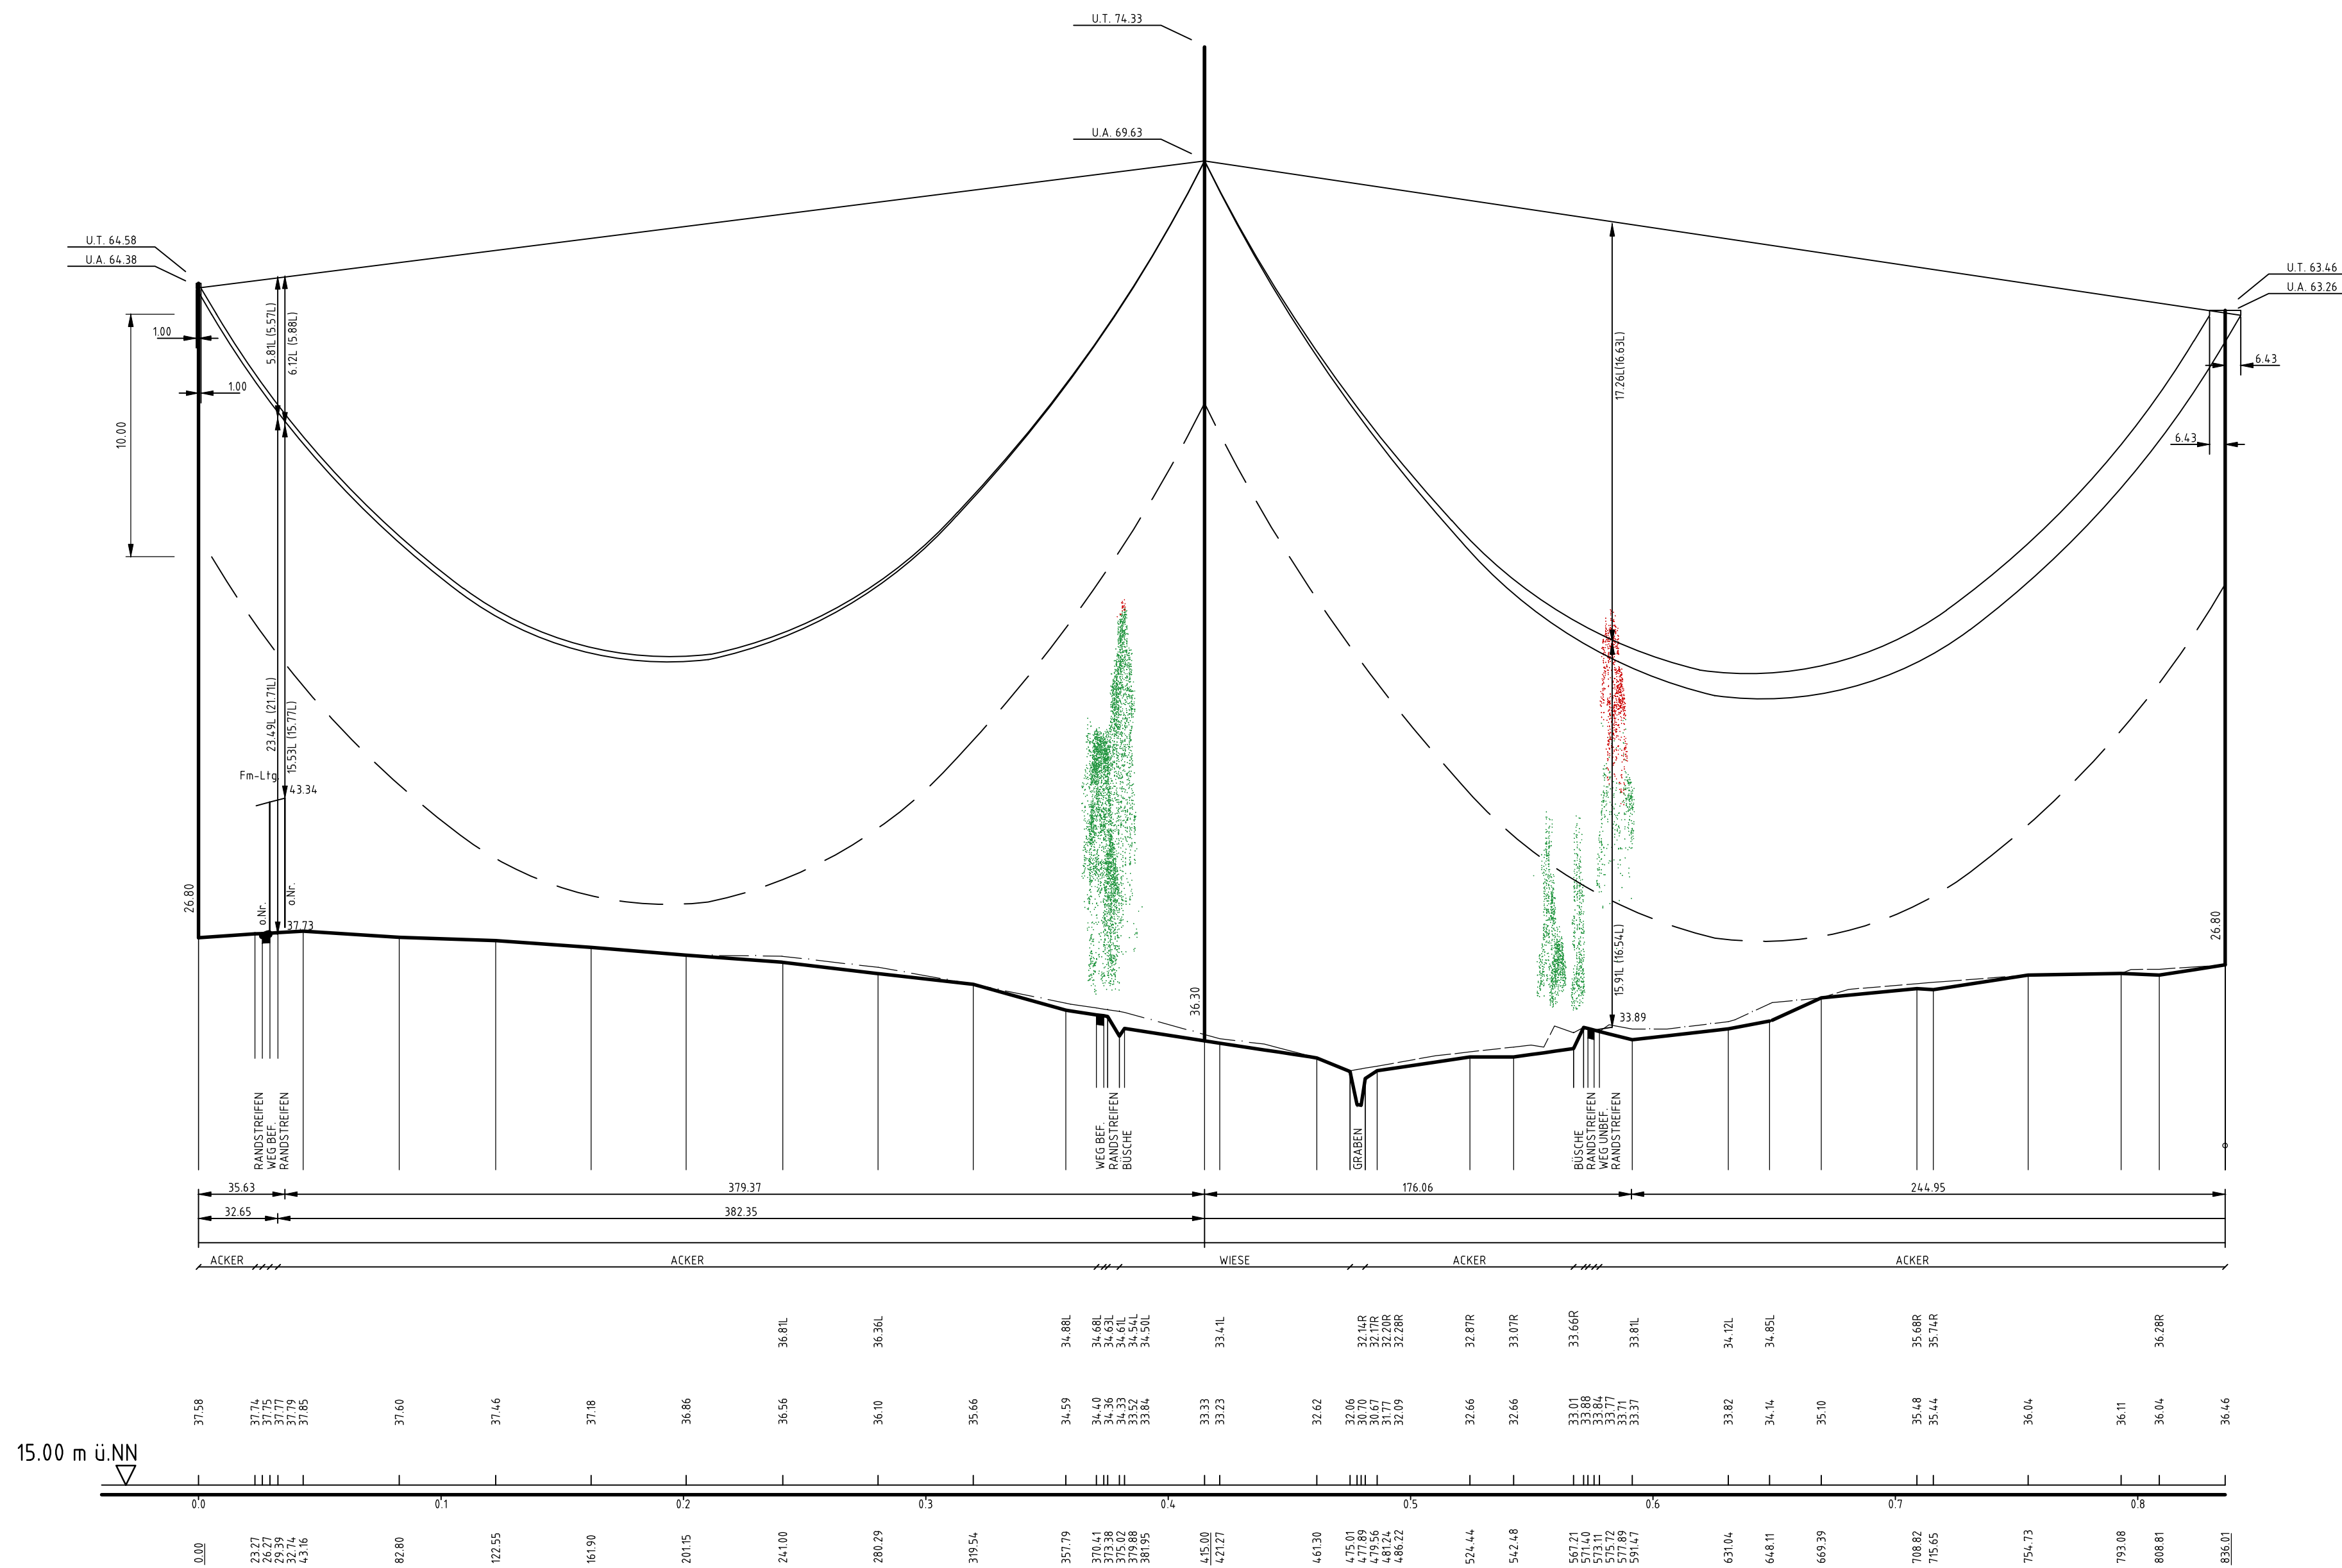 U.T. 74.33
U.A. 69.63
U.T. 64.58
U.A. 64.38
U.T. 63.46
U.A. 63.26
1.00
1.00
10.00
5.81L (5.57L)
6.12L (5.88L)
17.26L(16.63L)
6.43
6.43
23.49L (21.71L)
15.53L (15.77L)
Fm-Ltg.
43.34
26.80
o.Nr.
o.Nr.
37.73
36.30
15.91L (16.54L)
33.89
26.80
RANDSTREIFEN
WEG BEF.
RANDSTREIFEN
WEG BEF.
RANDSTREIFEN
BÜSCHE
GRABEN
BÜSCHE
RANDSTREIFEN
WEG UNBEF.
RANDSTREIFEN
35.63 379.37 176.06 244.95
32.65 382.35
ACKER ACKER WIESE ACKER ACKER
36.81L 36.36L 34.88L 34.68L 34.63L 34.61L 34.54L 34.50L 33.41L 32.14R 32.17R 32.20R 32.28R 32.87R 33.07R 33.66R 33.81L 34.12L 34.85L 35.68R 35.74R 36.28R
37.58 37.74 37.75 37.77 37.79 37.85 37.60 37.46 37.18 36.86 36.56 36.10 35.66 34.59 34.40 34.36 34.33 33.52 33.84 33.33 33.23 32.62 32.06 30.70 30.67 31.77 32.09 32.66 32.66 33.01 33.88 33.84 33.77 33.71 33.37 33.82 34.14 35.10 35.48 35.44 36.04 36.11 36.04 36.46
15.00 m ü.NN
0.0 0.1 0.2 0.3 0.4 0.5 0.6 0.7 0.8
0.00 23.27 26.27 29.39 32.74 43.16 82.80 122.55 161.90 201.15 241.00 280.29 319.54 357.79 370.41 373.38 375.02 379.88 381.95 415.00 421.27 461.30 475.01 477.89 479.56 481.24 486.22 524.44 542.48 567.21 571.40 573.11 575.72 577.89 591.47 631.04 648.11 669.39 708.82 715.65 754.73 793.08 808.81 836.01